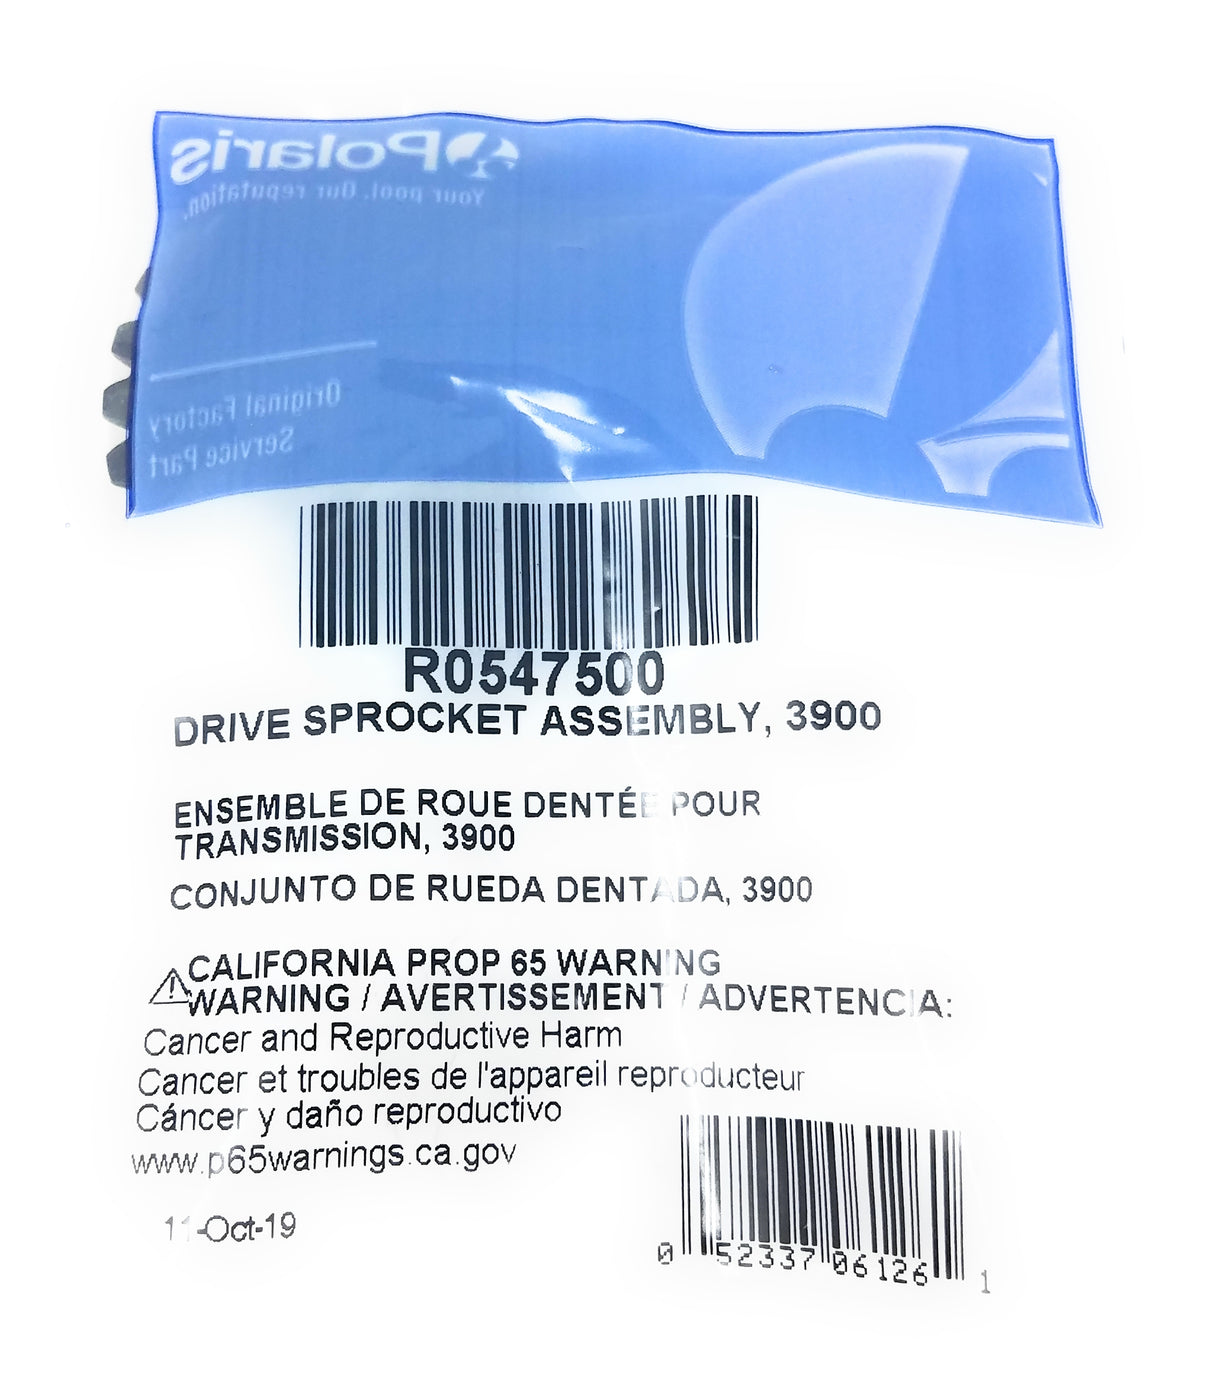 Polaris
Your pool. Our reputation.
Original Factory
Service Part
R0547500
DRIVE SPROCKET ASSEMBLY, 3900
ENSEMBLE DE ROUE DENTÉE POUR
TRANSMISSION, 3900
CONJUNTO DE RUEDA DENTADA, 3900
CALIFORNIA PROP 65 WARNING
WARNING / AVERTISSEMENT / ADVERTENCIA:
Cancer and Reproductive Harm
Cancer et troubles de l'appareil reproducteur
Cáncer y daño reproductivo
www.p65warnings.ca.gov
11-Oct-19
0 52337 06126 1